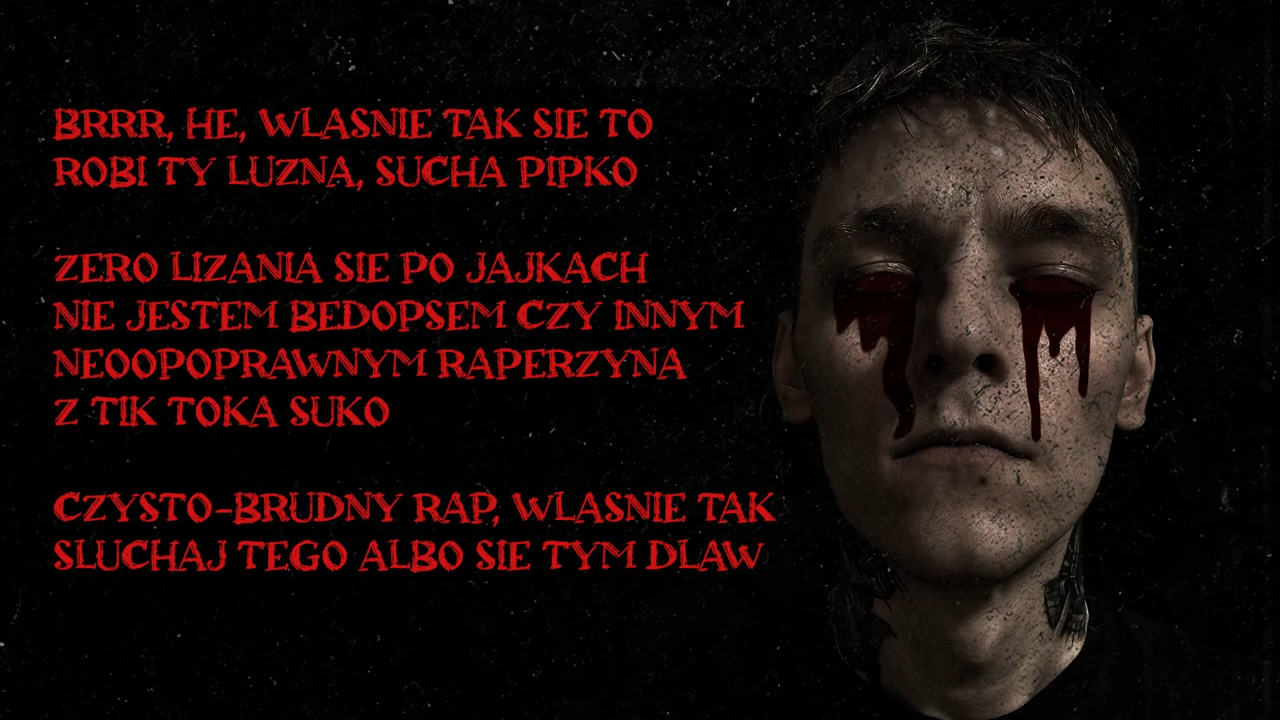 BRRR, HE, WLASNIE TAK SIE TO
ROBI TY LUZNA, SUCHA PIPKO
ZERO LIZANIA SIE PO JAJKACH
NIE JESTEM BEDOPSEM CZY INNYM
NEOOPOPRAWNYM RAPERZYNA
Z TIK TOKA SUKO
CZYSTO-BRUDNY RAP, WLASNIE TAK
SLUCHAJ TEGO ALBO SIE TYM DLAW